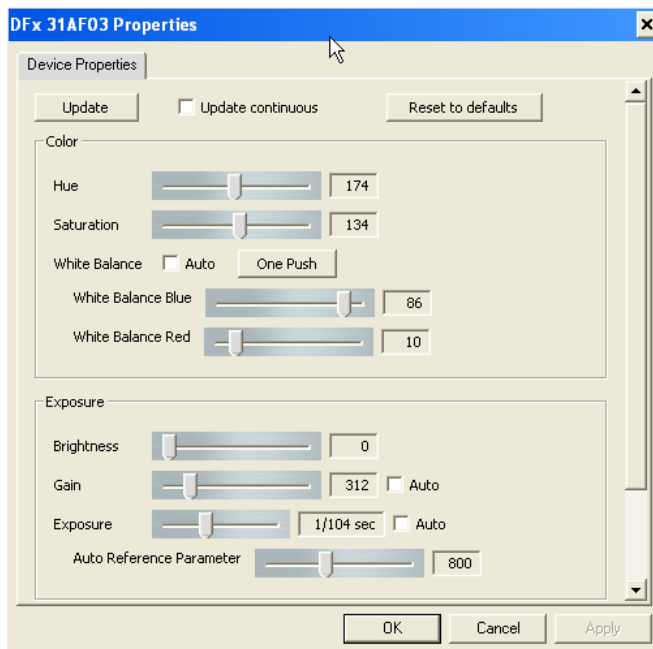 DFx 31AF03 Properties
Device Properties
Update Update continuous Reset to defaults
Color
Hue 174
Saturation 134
White Balance Auto One Push
White Balance Blue 86
White Balance Red 10
Exposure
Brightness 0
Gain 312 Auto
Exposure 1/104 sec Auto
Auto Reference Parameter 800
OK Cancel Apply